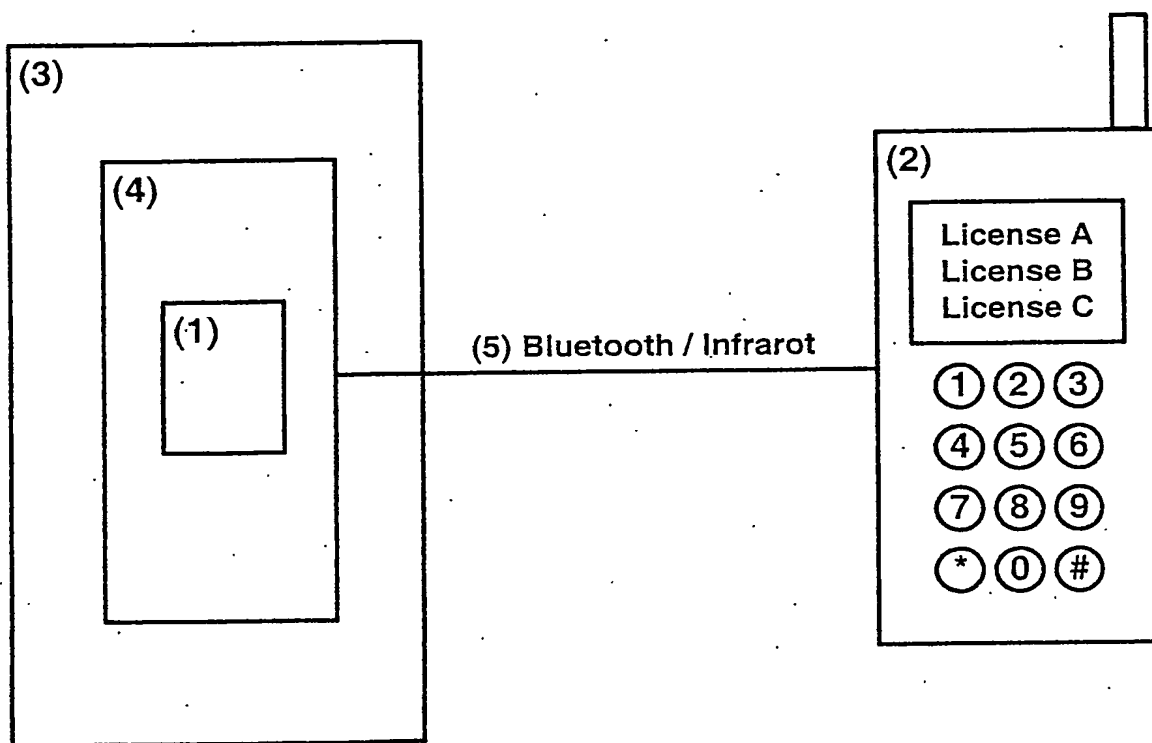 (3)
(4)
(1)
(5) Bluetooth / Infrarot
(2)
License A
License B
License C
1 2 3
4 5 6
7 8 9
* 0 #